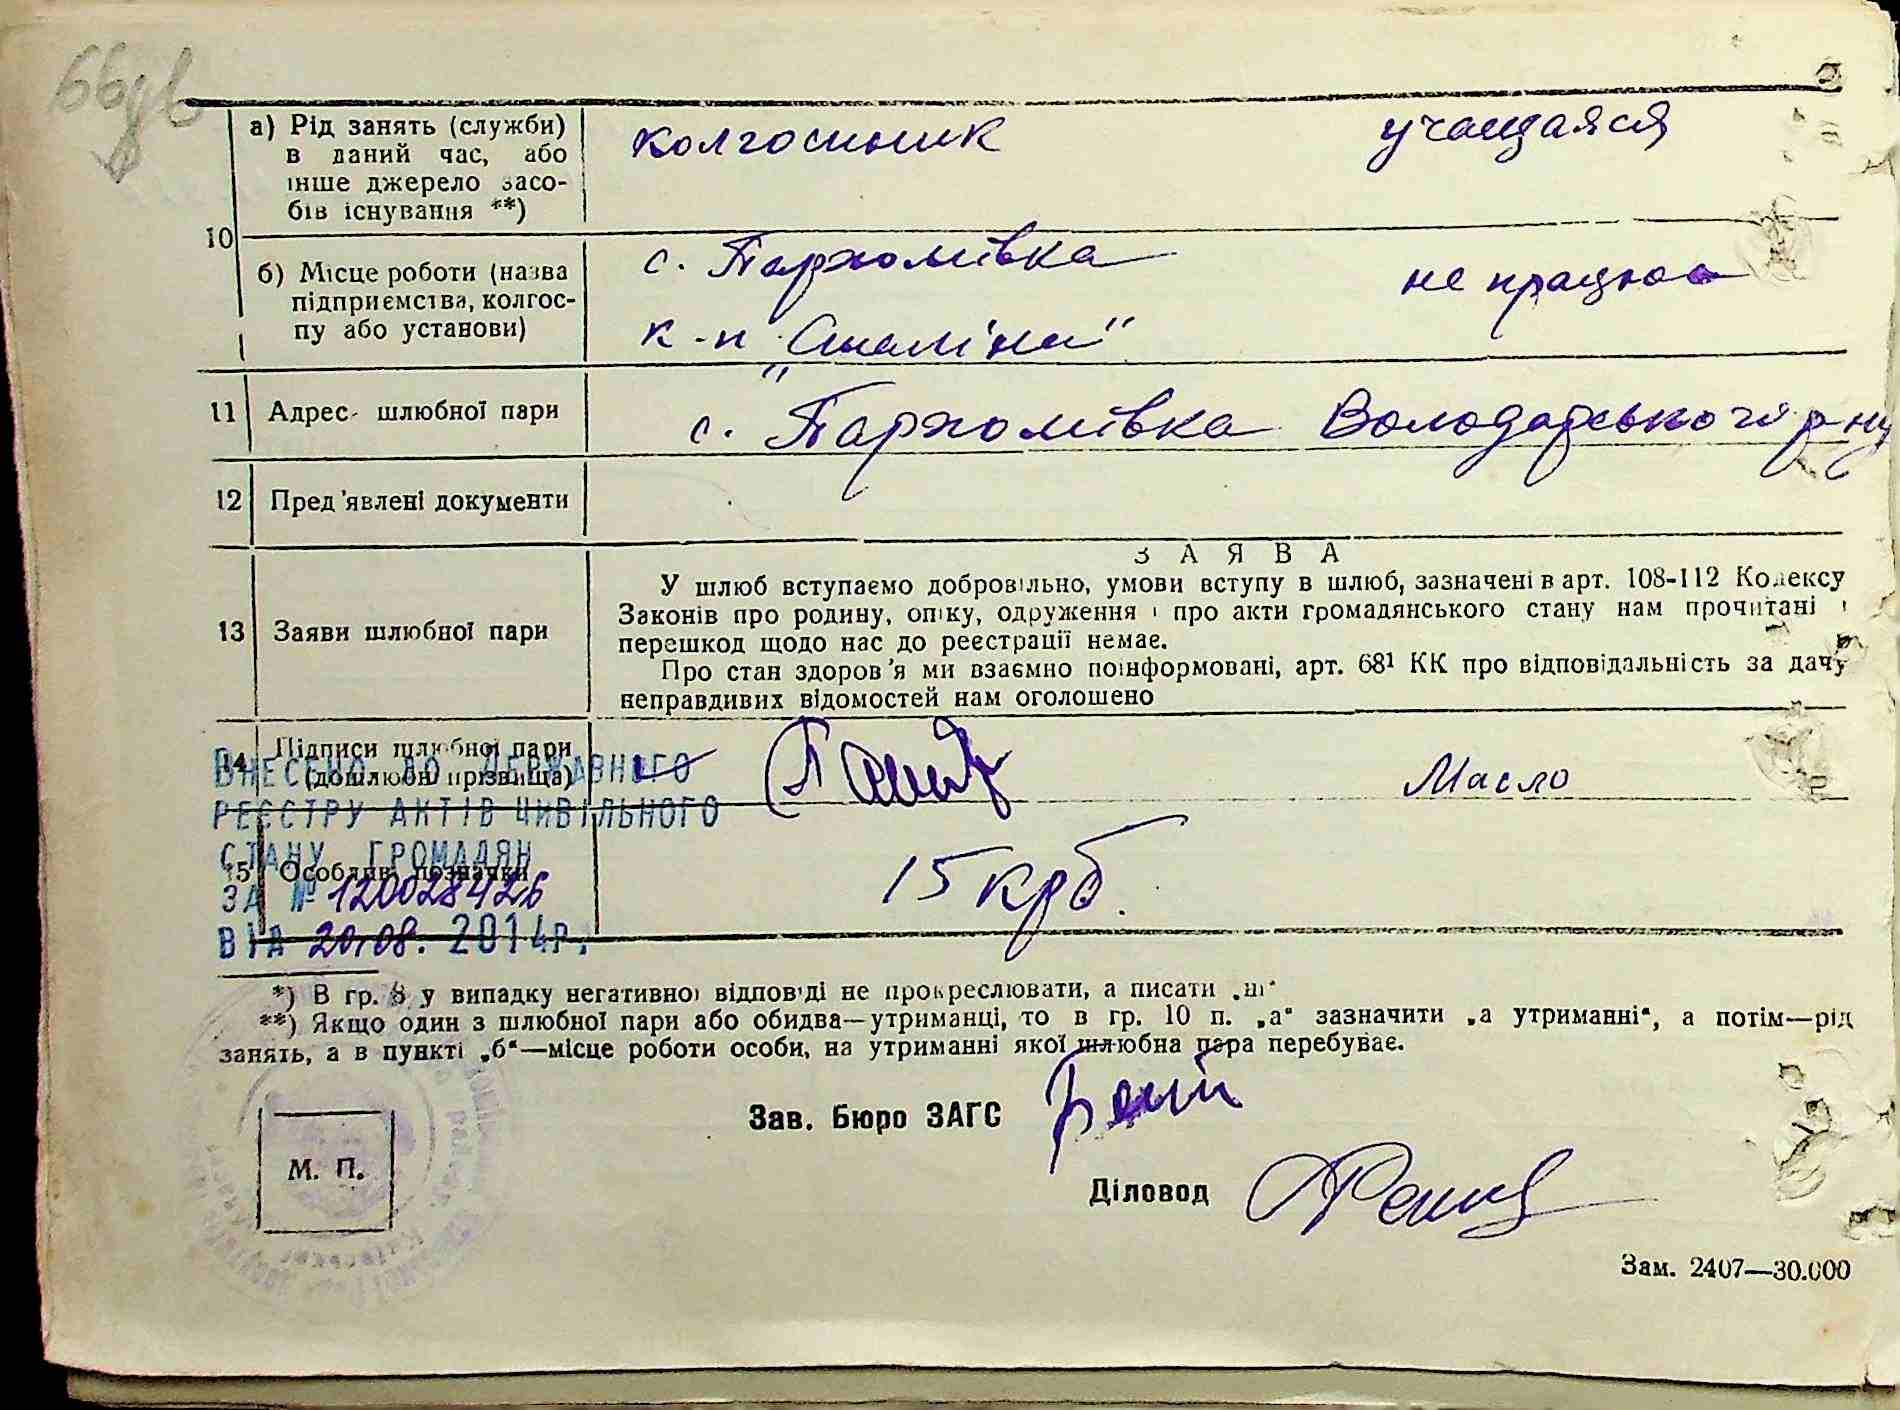 66дв
а) Рід занять (служби) в даний час, або інше джерело засо- бів існування **)
колгоспник учащаяся
10
б) Місце роботи (назва підприємства, колгос- пу або установи)
с. Пархомівка не працює
к-п "Сталіна"
11 Адрес шлюбної пари с. Пархомівка Володарського р-ну
12 Пред'явлені документи
ЗАЯВА
13 Заяви шлюбної пари
У шлюб вступаємо добровільно, умови вступу в шлюб, зазначені в арт. 108-112 Кодексу
Законів про родину, опіку, одруження і про акти громадянського стану нам прочитані і
перешкод щодо нас до реєстрації немає.
Про стан здоров'я ми взаємно поінформовані, арт. 68¹ КК про відповідальність за дачу
неправдивих відомостей нам оголошено
14 Підписи шлюбної пари (дошлюбні прізвища)
Масло
ВНЕСЕНО ДО ДЕРЖАВНОГО
РЕЄСТРУ АКТІВ ЦИВІЛЬНОГО
СТАНУ ГРОМАДЯН
ЗА № 120028426
ВІД 20.08. 2014р.
15 Особливі позначки 15 крб.
*) В гр. 8 у випадку негативної відповіді не прокреслювати, а писати „ні“
**) Якщо один з шлюбної пари або обидва—утриманці, то в гр. 10 п. „а“ зазначити „а утриманні“, а потім—рід
занять, а в пункті „б“—місце роботи особи, на утриманні якої шлюбна пара перебуває.
Зав. Бюро ЗАГС
М. П.
Діловод
Зам. 2407—30.000